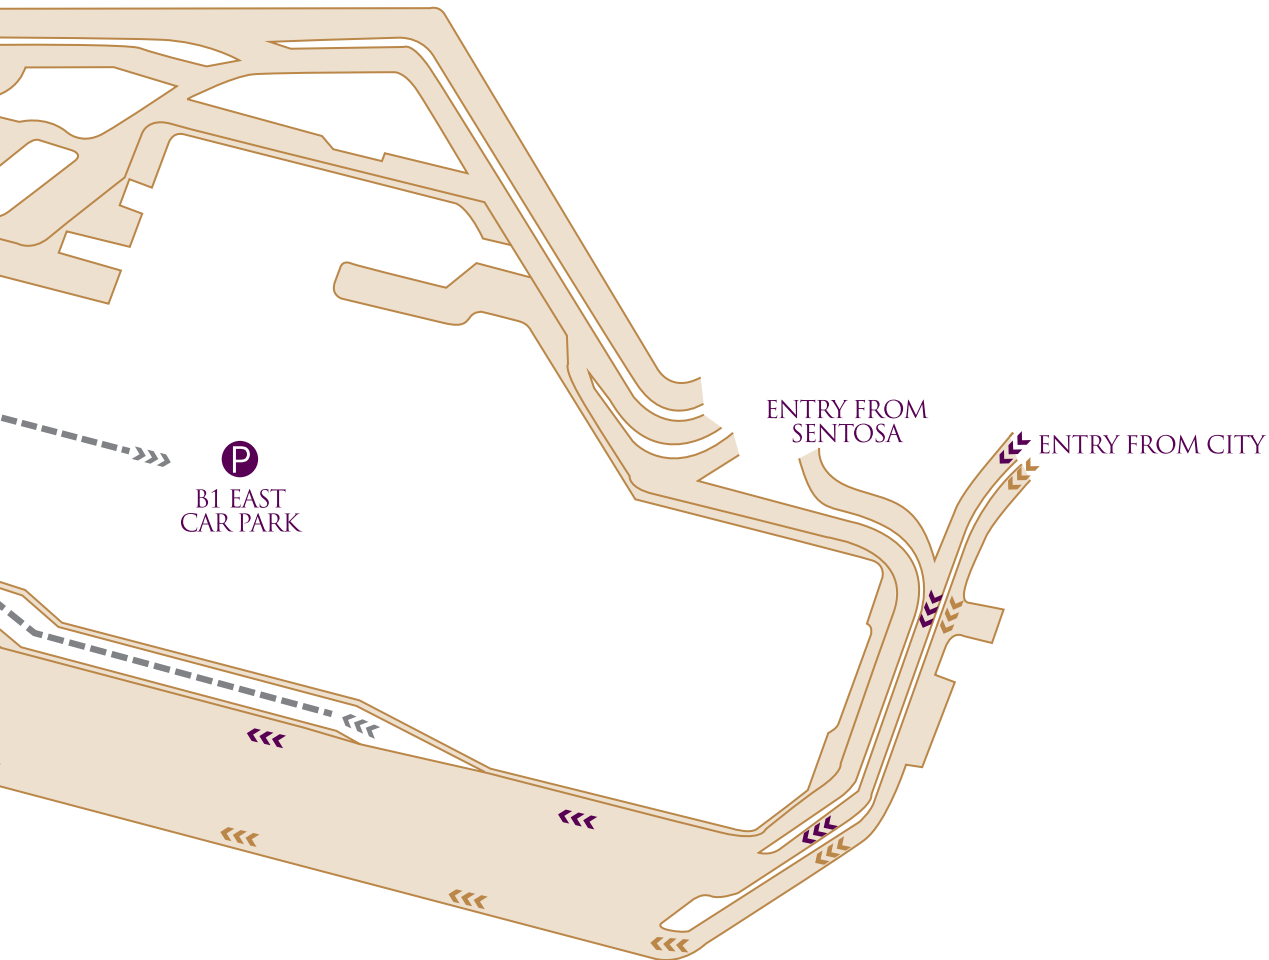 ENTRY FROM
SENTOSA
ENTRY FROM CITY
P
B1 EAST
CAR PARK